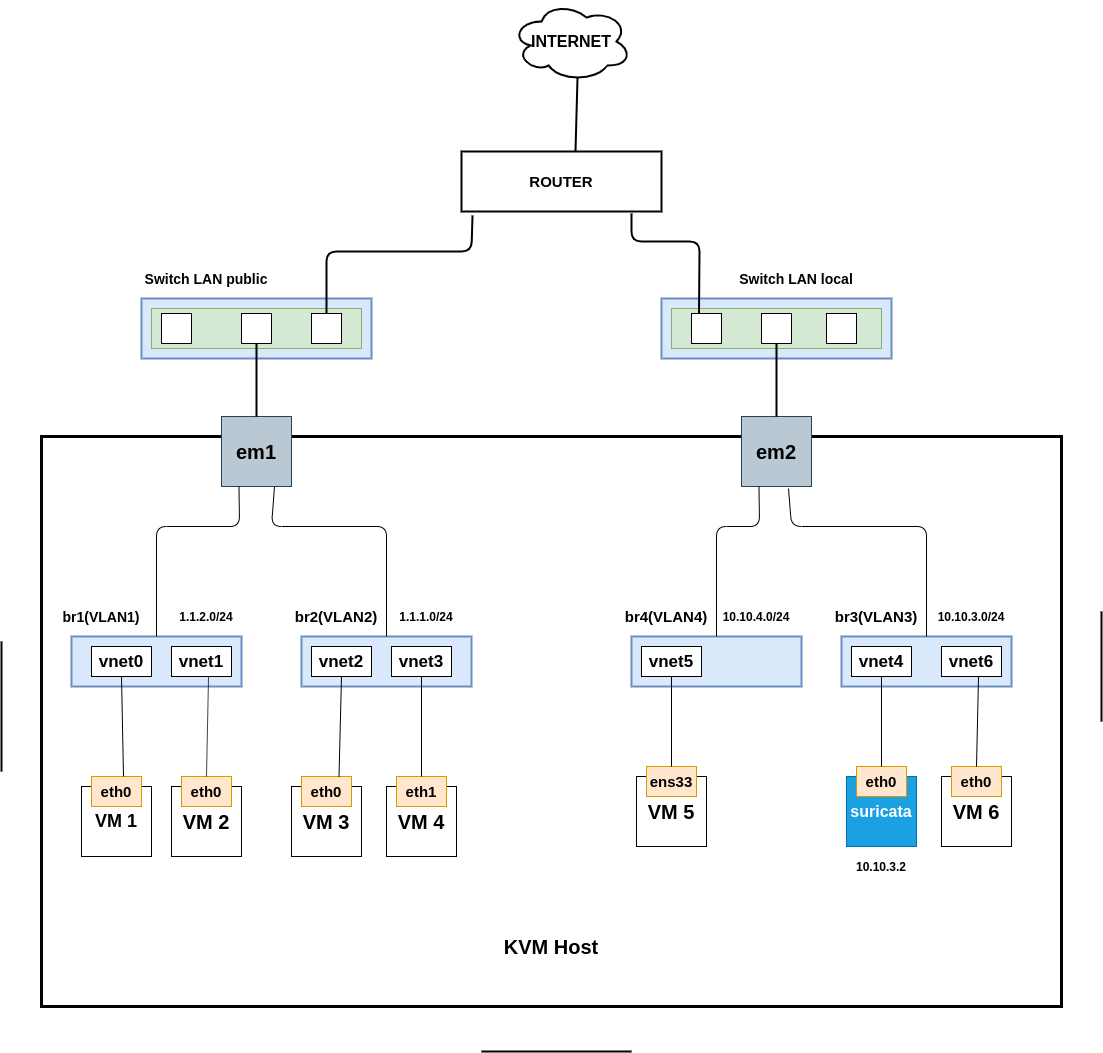 INTERNET
ROUTER
Switch LAN public
Switch LAN local
em1
em2
br1(VLAN1)
1.1.2.0/24
br2(VLAN2)
1.1.1.0/24
br4(VLAN4)
10.10.4.0/24
br3(VLAN3)
10.10.3.0/24
vnet0
vnet1
vnet2
vnet3
vnet5
vnet4
vnet6
eth0
VM 1
eth0
VM 2
eth0
VM 3
eth1
VM 4
ens33
VM 5
eth0
suricata
10.10.3.2
eth0
VM 6
KVM Host